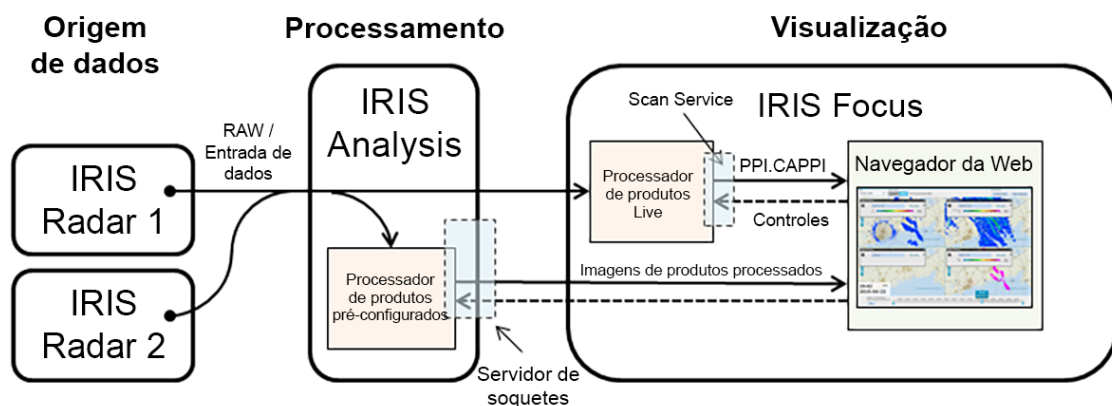 Origem
de dados
Processamento
Visualização
IRIS
Radar 1
IRIS
Radar 2
RAW /
Entrada de
dados
IRIS
Analysis
Processador
de produtos
pré-configurados
Servidor de
soquetes
Scan Service
IRIS Focus
Processador
de produtos
Live
PPI.CAPPI
Controles
Imagens de produtos processados
Navegador da Web